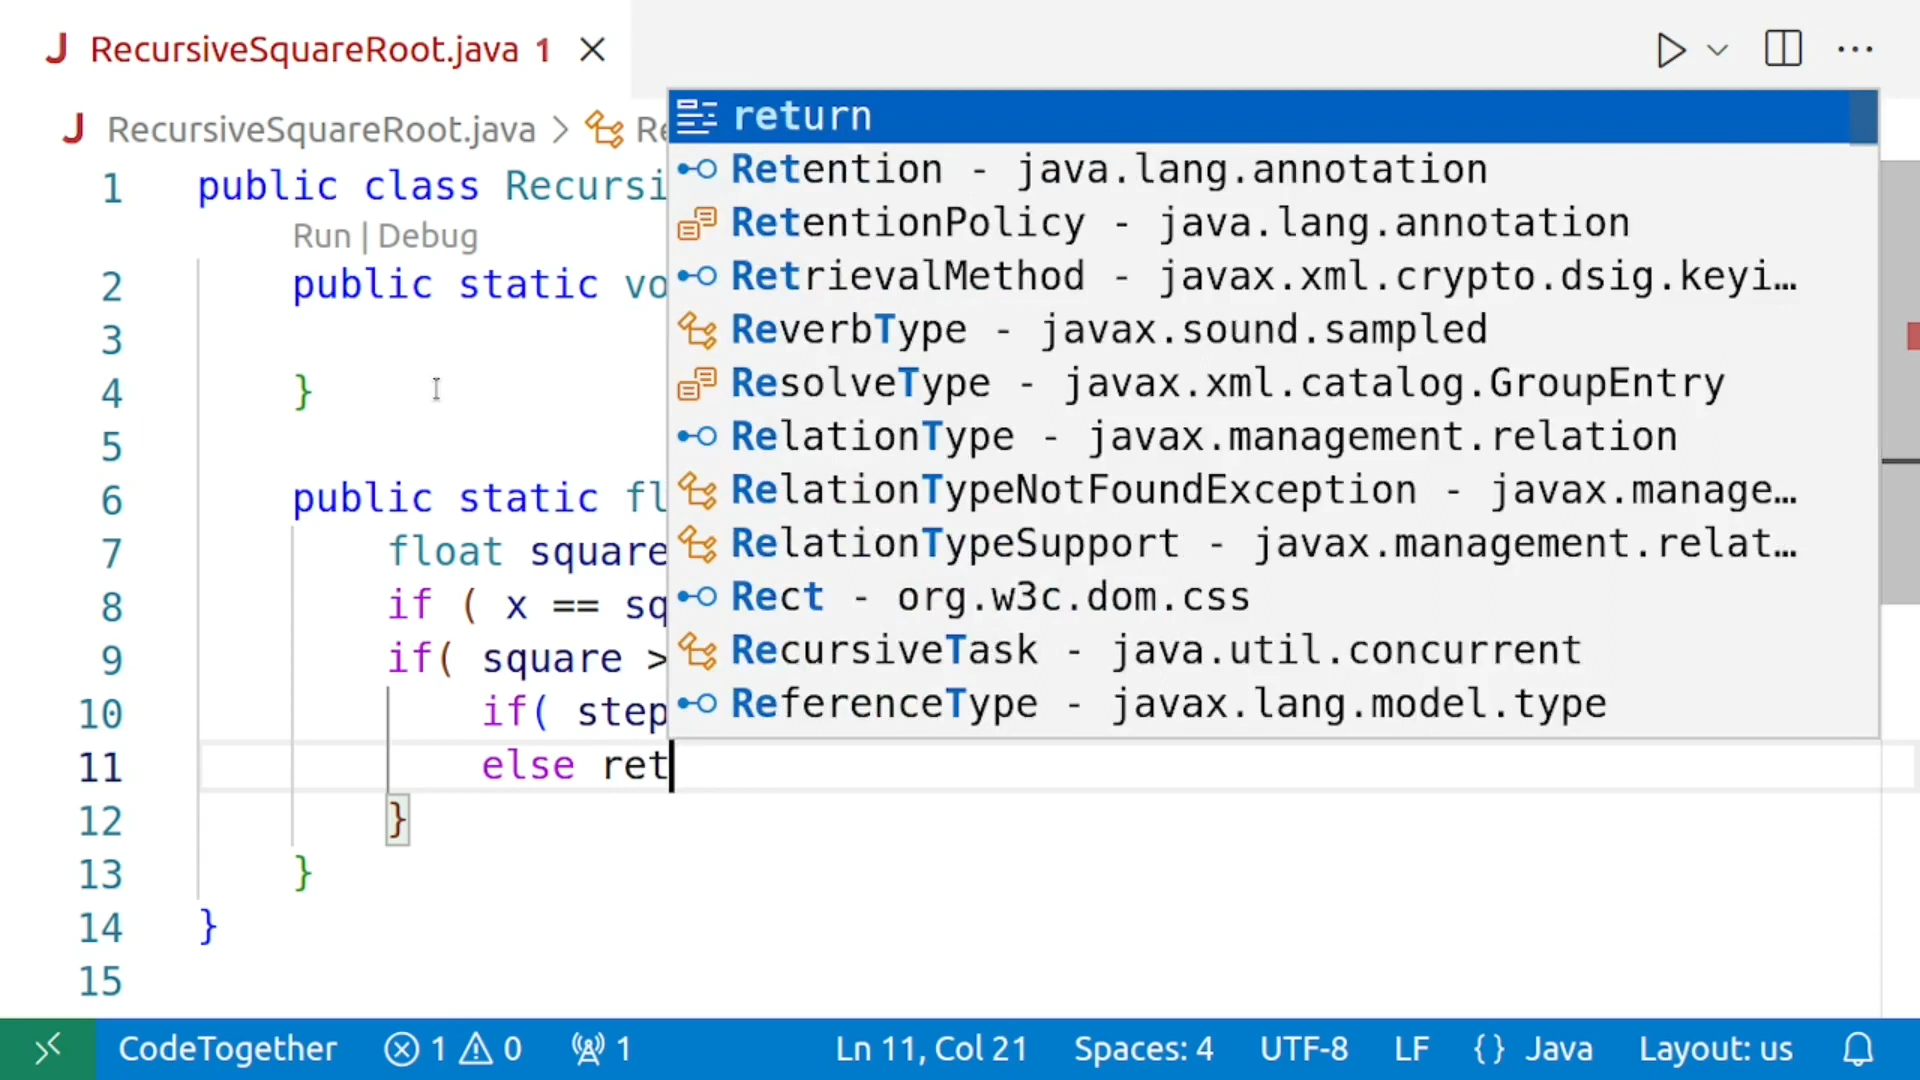 RecursiveSquareRoot.java 1
RecursiveSquareRoot.java > Re
1 public class Recursi
Run | Debug
2 public static vo
3
4 }
5
6 public static fl
7 float square
8 if ( x == sq
9 if( square >
10 if( step
11 else ret
12 }
13 }
14 }
15
return
Retention - java.lang.annotation
RetentionPolicy - java.lang.annotation
RetrievalMethod - javax.xml.crypto.dsig.keyi…
ReverbType - javax.sound.sampled
ResolveType - javax.xml.catalog.GroupEntry
RelationType - javax.management.relation
RelationTypeNotFoundException - javax.manage…
RelationTypeSupport - javax.management.relat…
Rect - org.w3c.dom.css
RecursiveTask - java.util.concurrent
ReferenceType - javax.lang.model.type
CodeTogether 1 0 1 Ln 11, Col 21 Spaces: 4 UTF-8 LF {} Java Layout: us